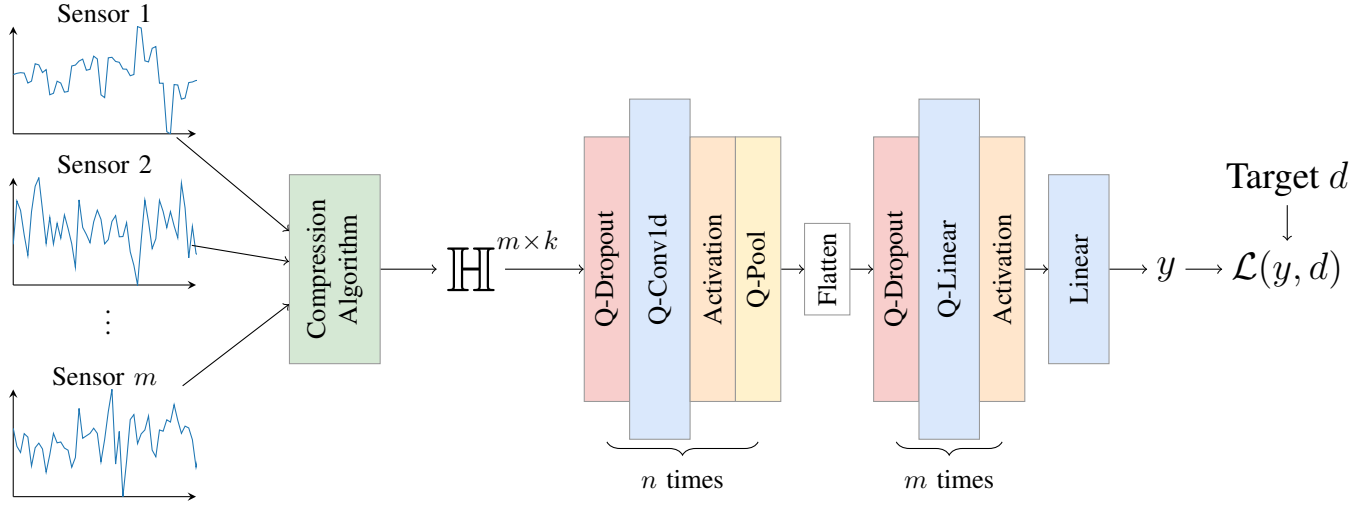 Sensor 1
Sensor 2
⋮
Sensor m
Compression
Algorithm
ℍ^{m×k}
Q-Dropout
Q-Conv1d
Activation
Q-Pool
n times
Flatten
Q-Dropout
Q-Linear
Activation
m times
Linear
y
Target d
ℒ(y, d)